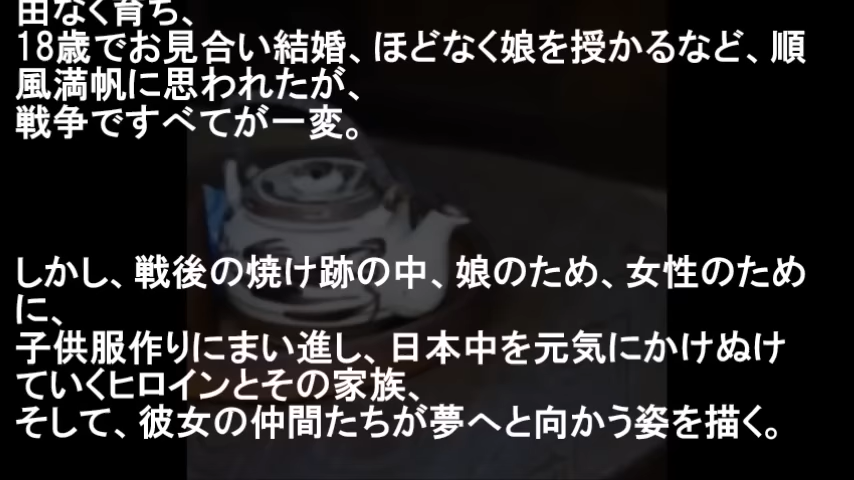 由なく育ち、
18歳でお見合い結婚、ほどなく娘を授かるなど、順
風満帆に思われたが、
戦争ですべてが一変。
しかし、戦後の焼け跡の中、娘のため、女性のため
に、
子供服作りにまい進し、日本中を元気にかけぬけ
ていくヒロインとその家族、
そして、彼女の仲間たちが夢へと向かう姿を描く。